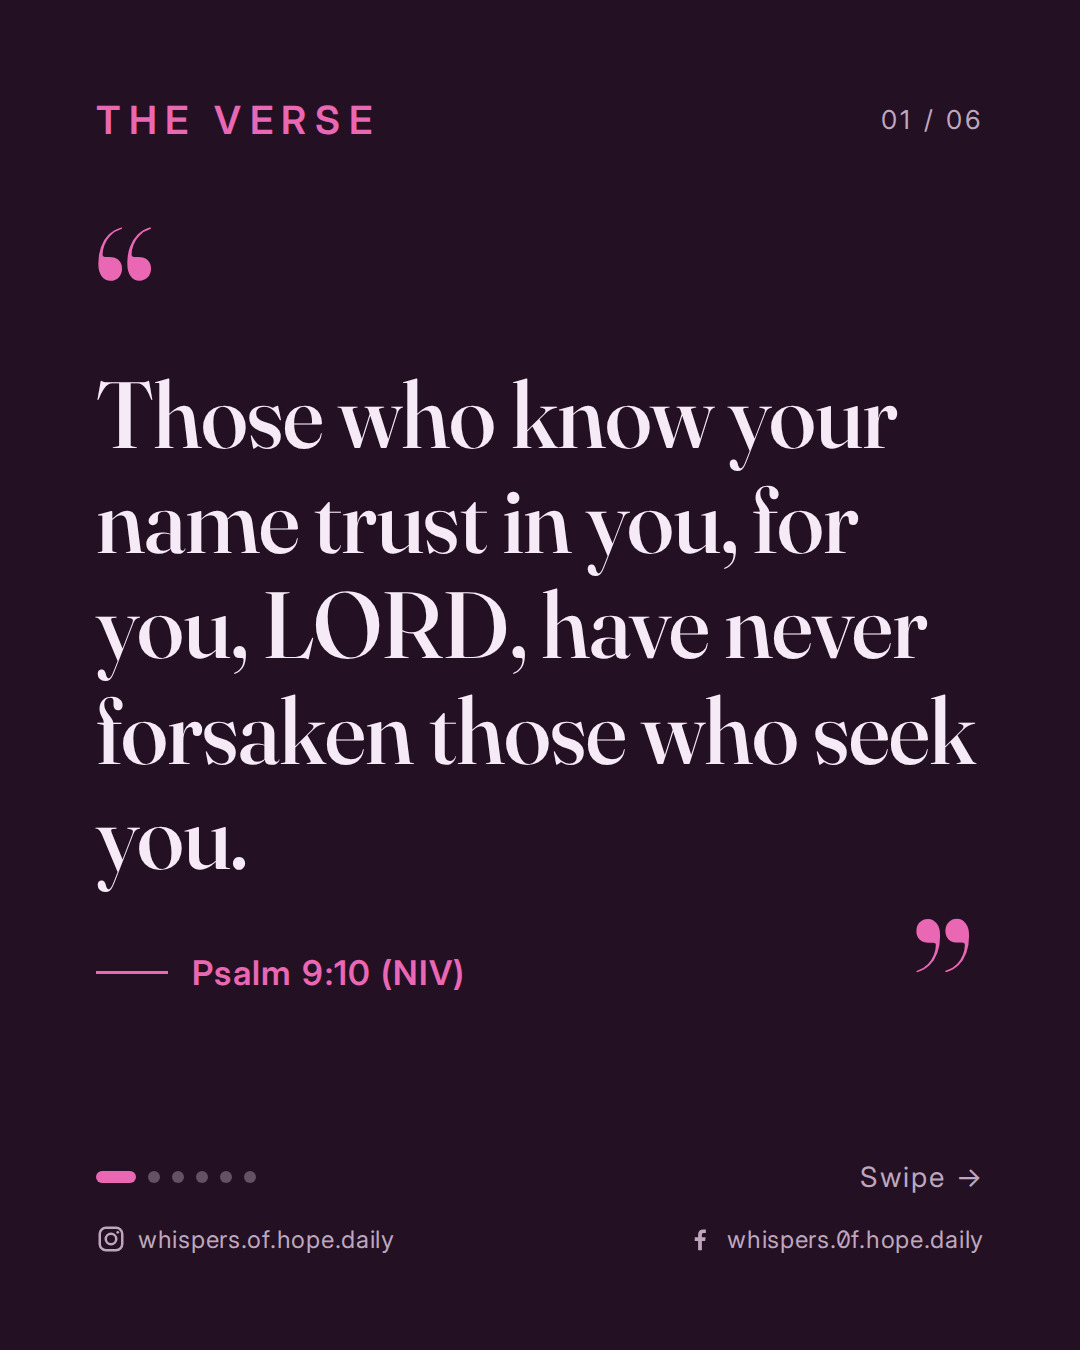 THE VERSE
01 / 06
“
Those who know your
name trust in you, for
you, LORD, have never
forsaken those who seek
you.
”
Psalm 9:10 (NIV)
Swipe →
whispers.of.hope.daily
whispers.0f.hope.daily